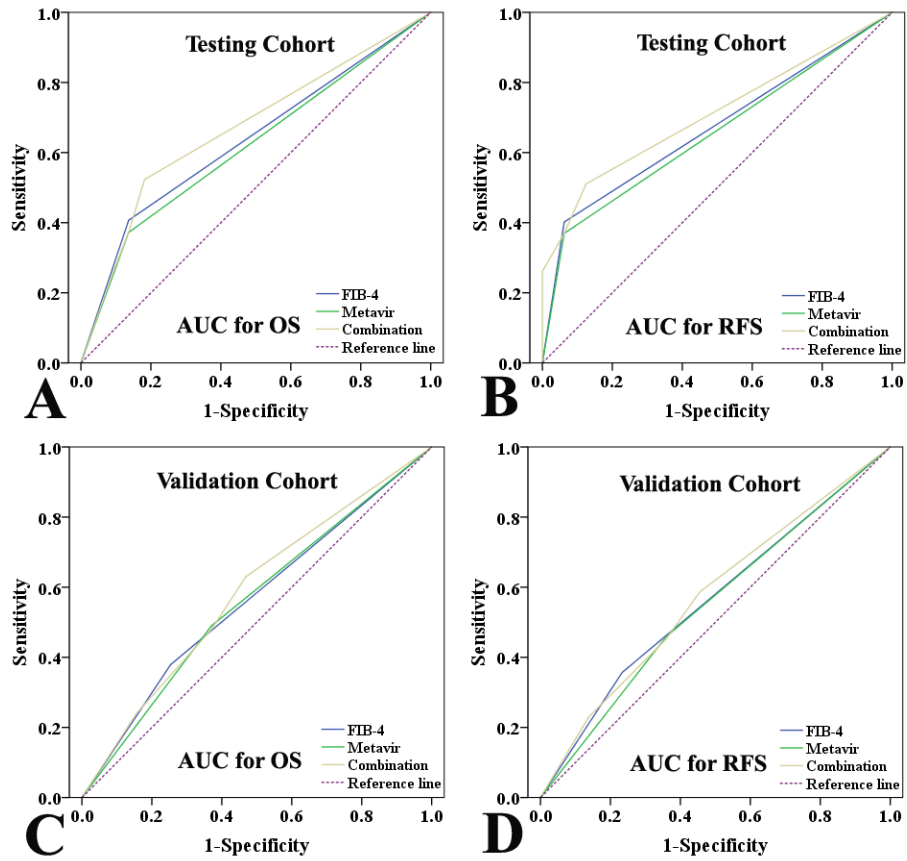 Testing Cohort
Sensitivity
1.0
0.8
0.6
0.4
0.2
0.0
FIB-4
Metavir
Combination
Reference line
AUC for OS
0.0 0.2 0.4 0.6 0.8 1.0
1-Specificity
A
Testing Cohort
Sensitivity
1.0
0.8
0.6
0.4
0.2
0.0
FIB-4
Metavir
Combination
Reference line
AUC for RFS
0.0 0.2 0.4 0.6 0.8 1.0
1-Specificity
B
Validation Cohort
Sensitivity
1.0
0.8
0.6
0.4
0.2
0.0
FIB-4
Metavir
Combination
Reference line
AUC for OS
0.0 0.2 0.4 0.6 0.8 1.0
1-Specificity
C
Validation Cohort
Sensitivity
1.0
0.8
0.6
0.4
0.2
0.0
FIB-4
Metavir
Combination
Reference line
AUC for RFS
0.0 0.2 0.4 0.6 0.8 1.0
1-Specificity
D